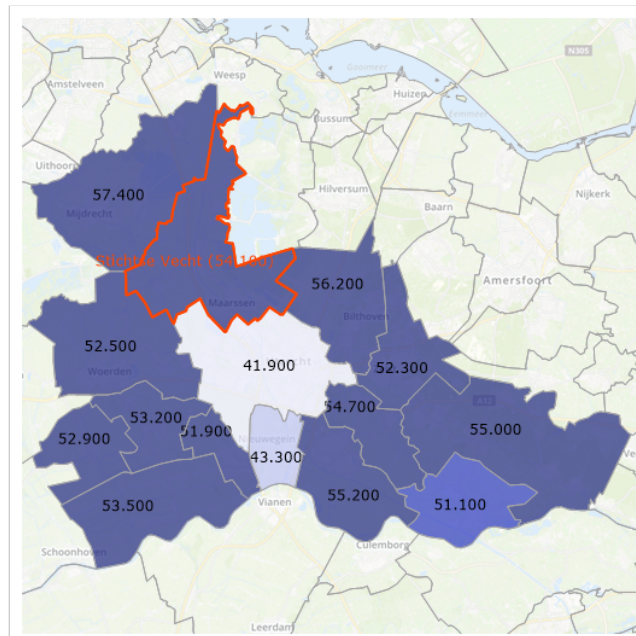 N305
Gooimeer
Weesp
Amstelveen
Huizen
Eemmeer
Bussum
Uithoorn
57.400
Mijdrecht
Hilversum
Nijkerk
Baarn
Stichtse Vecht (54.100)
Amersfoort
56.200
Maarssen
Bilthoven
52.500
Woerden
41.900
52.300
53.200
54.700
A12
52.900
51.900
Nieuwegein
55.000
43.300
53.500
55.200
51.100
Vianen
Schoonhoven
Culemborg
Leerdam